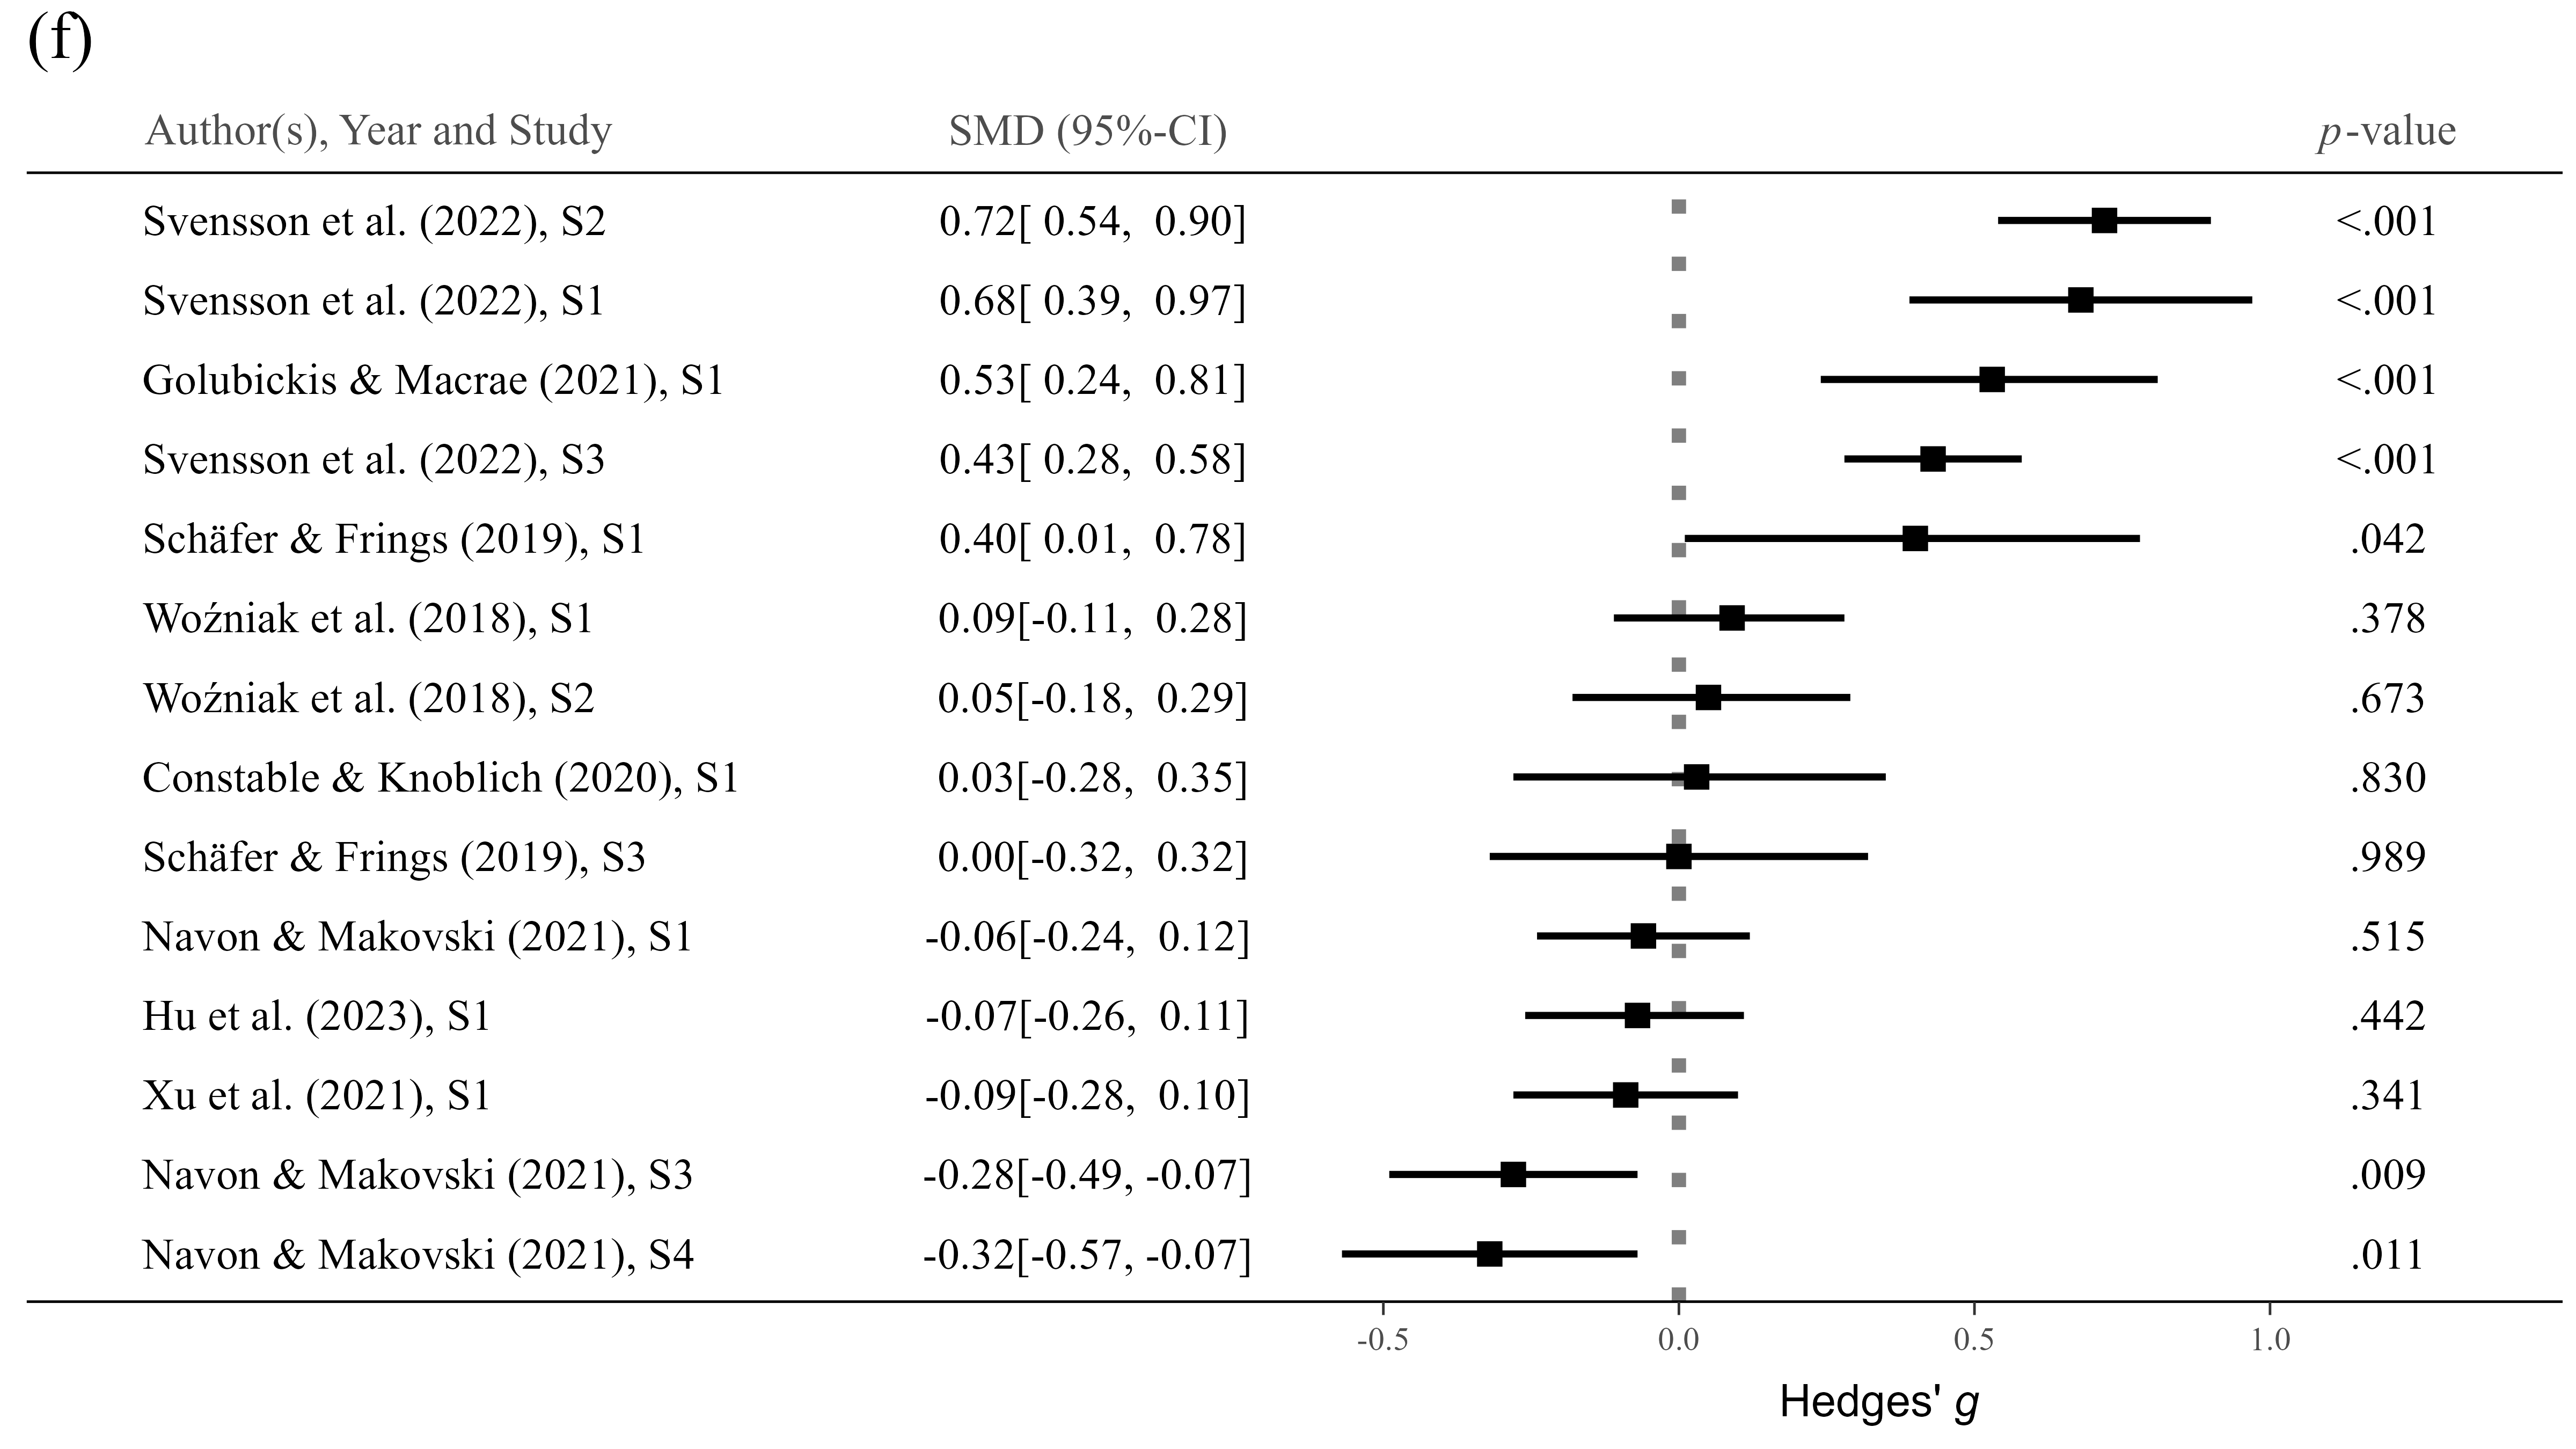 (f)
Author(s), Year and Study SMD (95%-CI) p-value
Svensson et al. (2022), S2 0.72[ 0.54, 0.90] <.001
Svensson et al. (2022), S1 0.68[ 0.39, 0.97] <.001
Golubickis & Macrae (2021), S1 0.53[ 0.24, 0.81] <.001
Svensson et al. (2022), S3 0.43[ 0.28, 0.58] <.001
Schäfer & Frings (2019), S1 0.40[ 0.01, 0.78] .042
Woźniak et al. (2018), S1 0.09[-0.11, 0.28] .378
Woźniak et al. (2018), S2 0.05[-0.18, 0.29] .673
Constable & Knoblich (2020), S1 0.03[-0.28, 0.35] .830
Schäfer & Frings (2019), S3 0.00[-0.32, 0.32] .989
Navon & Makovski (2021), S1 -0.06[-0.24, 0.12] .515
Hu et al. (2023), S1 -0.07[-0.26, 0.11] .442
Xu et al. (2021), S1 -0.09[-0.28, 0.10] .341
Navon & Makovski (2021), S3 -0.28[-0.49, -0.07] .009
Navon & Makovski (2021), S4 -0.32[-0.57, -0.07] .011
-0.5 0.0 0.5 1.0
Hedges' g